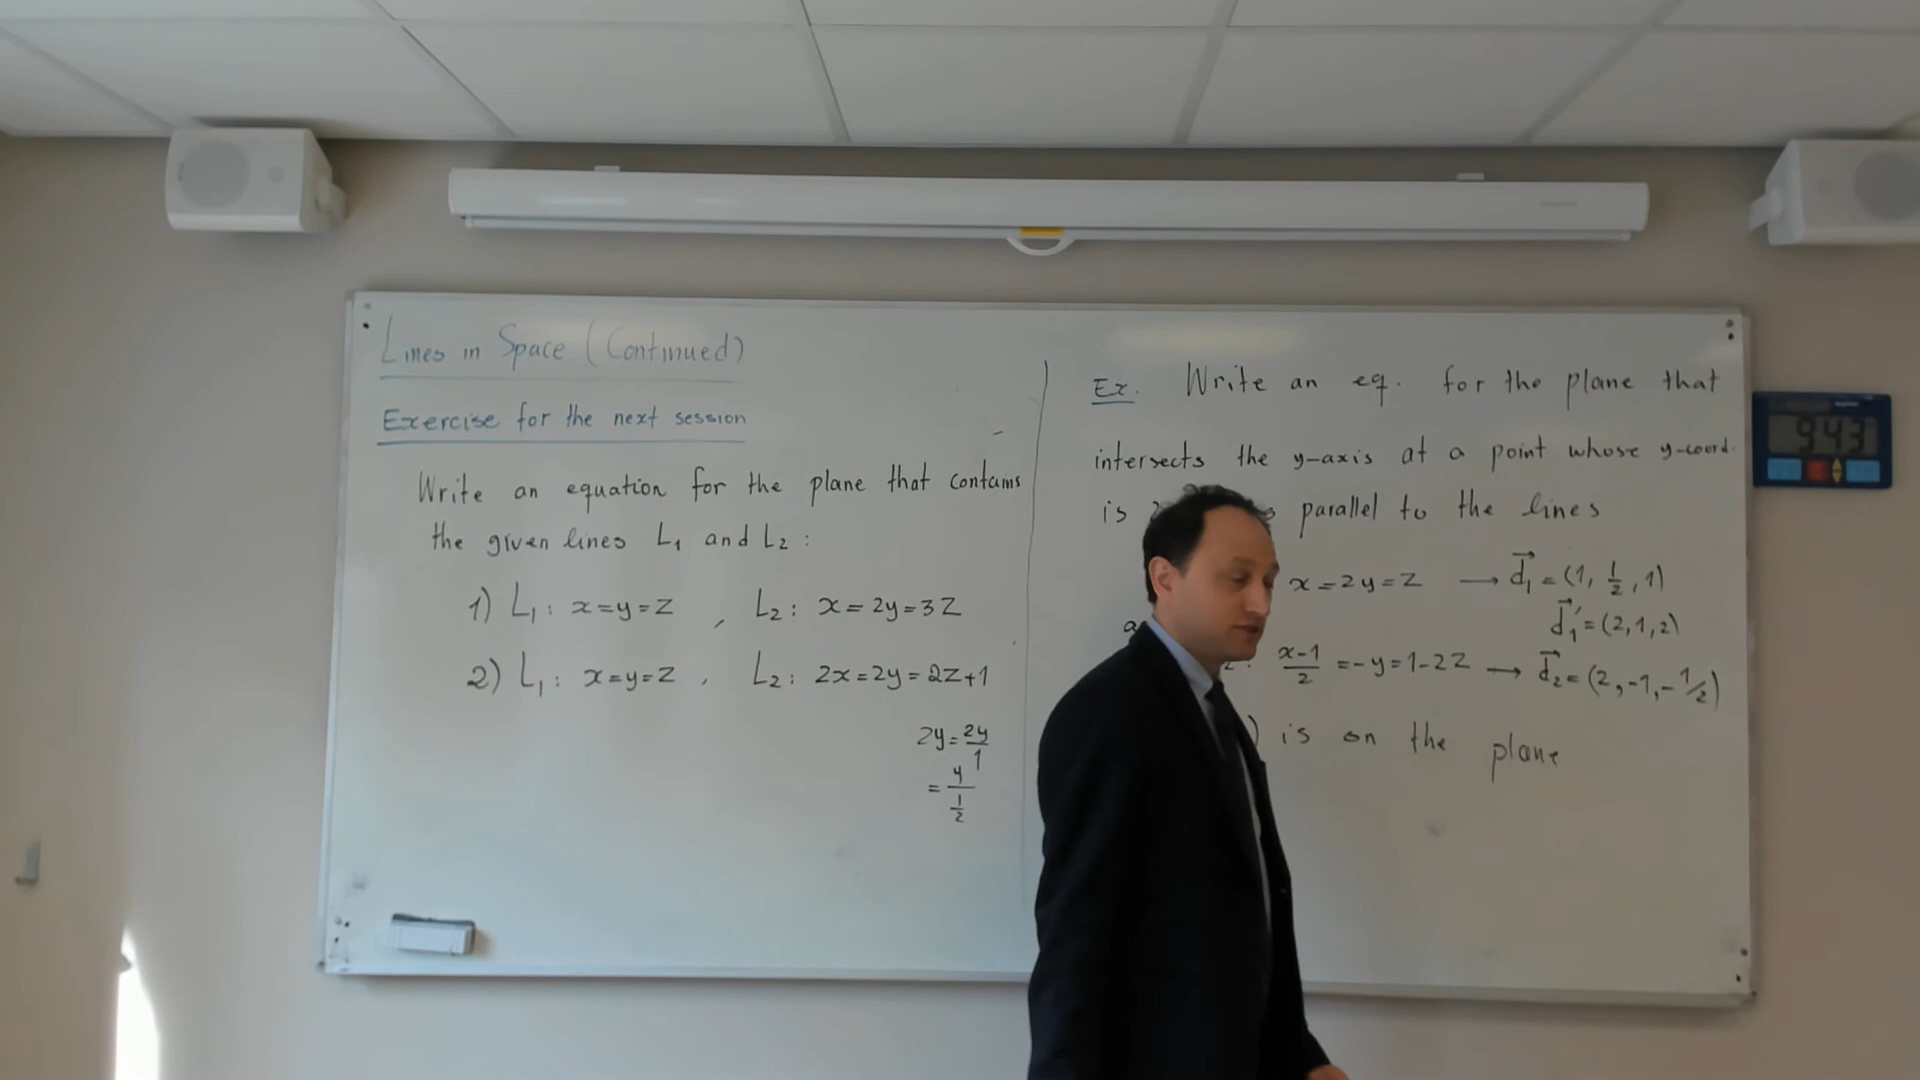 Lines in Space (Continued)
Exercise for the next session
Write an equation for the plane that contains
the given lines L₁ and L₂ :
1) L₁ : x=y=z , L₂ : x=2y=3z
2) L₁ : x=y=z , L₂ : 2x=2y=2z+1
2y=2y/1
= y/(1/2)
Ex. Write an eq. for the plane that
intersects the y-axis at a point whose y-coord.
is parallel to the lines
x=2y=z → d₁⃗ =(1, 1/2, 1)
d₁⃗' =(2,1,2)
(x-1)/2 =-y=1-2z → d₂⃗ =(2,-1,-1/2)
) is on the plane
943